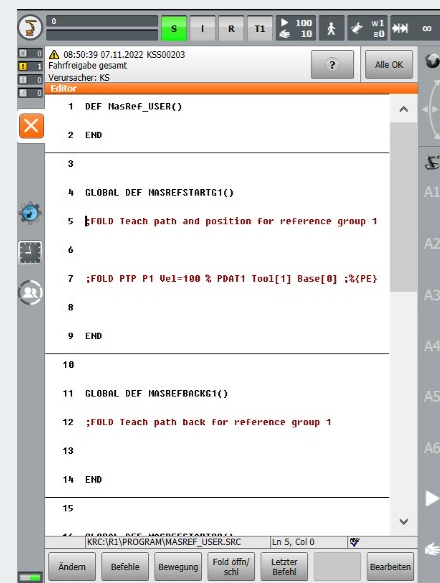 0
S I R T1 100 10 W1 B0 ∞
0
1
0
0
08:50:39 07.11.2022 KSS00203
Fahrfreigabe gesamt
Verursacher: KS
? Alle OK
Editor
1 DEF MasRef_USER()
2 END
3
4 GLOBAL DEF MASREFSTARTG1()
5 ;FOLD Teach path and position for reference group 1
6
7 ;FOLD PTP P1 Vel=100 % PDAT1 Tool[1] Base[0] ;%{PE}
8
9 END
10
11 GLOBAL DEF MASREFBACKG1()
12 ;FOLD Teach path back for reference group 1
13
14 END
15
KRC:\R1\PROGRAM\MASREF_USER.SRC Ln 5, Col 0
Ändern Befehle Bewegung Fold öffn/ schl Letzter Befehl Bearbeiten
A1
A2
A3
A4
A5
A6